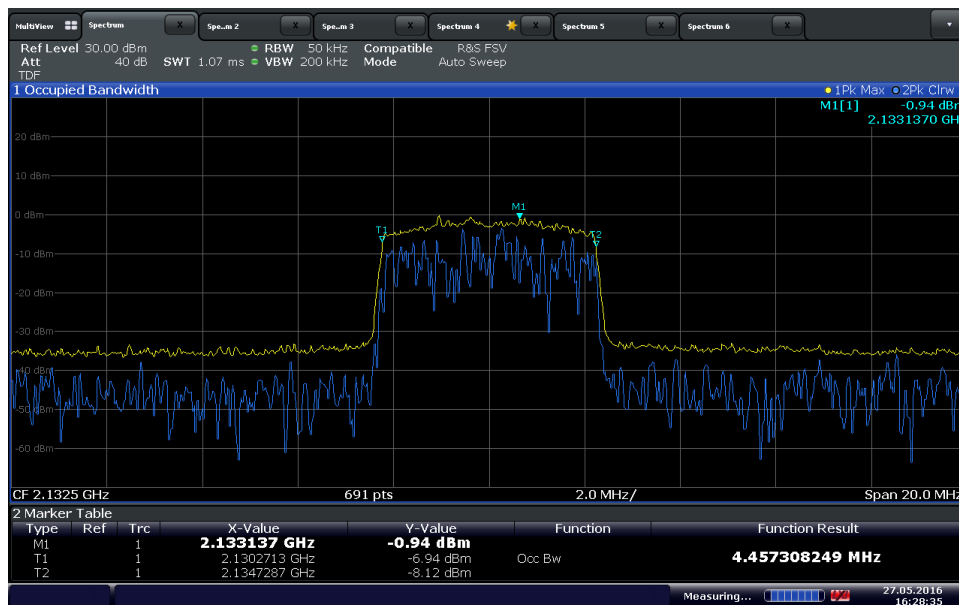 MultiView Spectrum X Spe...m 2 X Spe...m 3 X Spectrum 4 X Spectrum 5 X Spectrum 6 X
Ref Level 30.00 dBm RBW 50 kHz Compatible R&S FSV
Att 40 dB SWT 1.07 ms VBW 200 kHz Mode Auto Sweep
TDF
1 Occupied Bandwidth 1Pk Max 2Pk Clrw
M1[1] -0.94 dBm
2.1331370 GH
20 dBm
10 dBm
M1
0 dBm
T1 T2
-10 dBm
-20 dBm
-30 dBm
-40 dBm
-50 dBm
-60 dBm
CF 2.1325 GHz 691 pts 2.0 MHz/ Span 20.0 MHz
2 Marker Table
Type Ref Trc X-Value Y-Value Function Function Result
M1 1 2.133137 GHz -0.94 dBm
T1 1 2.1302713 GHz -6.94 dBm Occ Bw 4.457308249 MHz
T2 1 2.1347287 GHz -8.12 dBm
Measuring... 27.05.2016
16:28:35